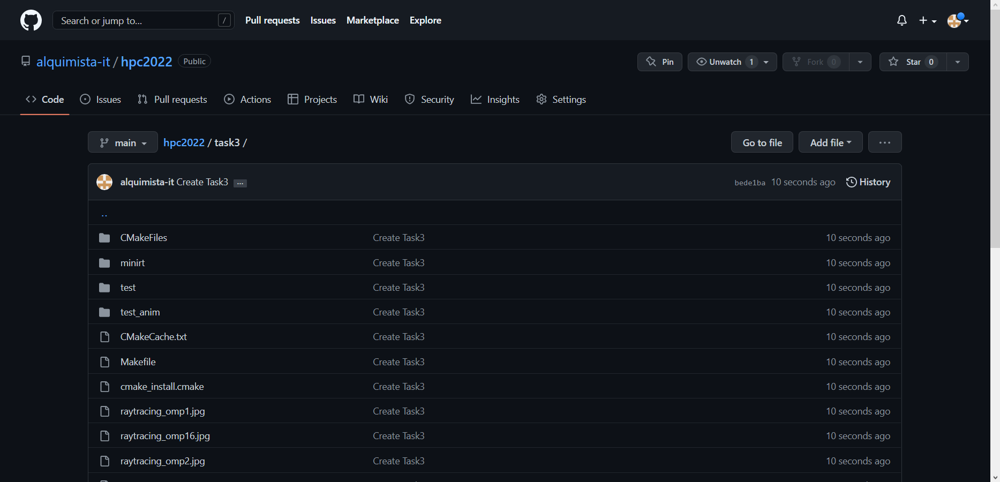 Search or jump to... / Pull requests Issues Marketplace Explore
alquimista-it / hpc2022 Public Pin Unwatch 1 Fork 0 Star 0
Code Issues Pull requests Actions Projects Wiki Security Insights Settings
main hpc2022 / task3 / Go to file Add file ...
alquimista-it Create Task3 ... bede1ba 10 seconds ago History
..
CMakeFiles Create Task3 10 seconds ago
minirt Create Task3 10 seconds ago
test Create Task3 10 seconds ago
test_anim Create Task3 10 seconds ago
CMakeCache.txt Create Task3 10 seconds ago
Makefile Create Task3 10 seconds ago
cmake_install.cmake Create Task3 10 seconds ago
raytracing_omp1.jpg Create Task3 10 seconds ago
raytracing_omp16.jpg Create Task3 10 seconds ago
raytracing_omp2.jpg Create Task3 10 seconds ago